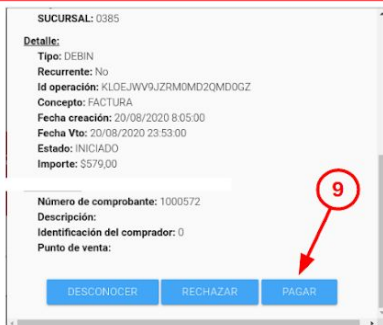 SUCURSAL: 0385
Detalle:
Tipo: DEBIN
Recurrente: No
Id operación: KLOEJWV9JZRM0MD2QMD0GZ
Concepto: FACTURA
Fecha creación: 20/08/2020 8:05:00
Fecha Vto: 20/08/2020 23:53:00
Estado: INICIADO
Importe: $579,00
Número de comprobante: 1000572
Descripción:
Identificación del comprador: 0
Punto de venta:
9
DESCONOCER RECHAZAR PAGAR